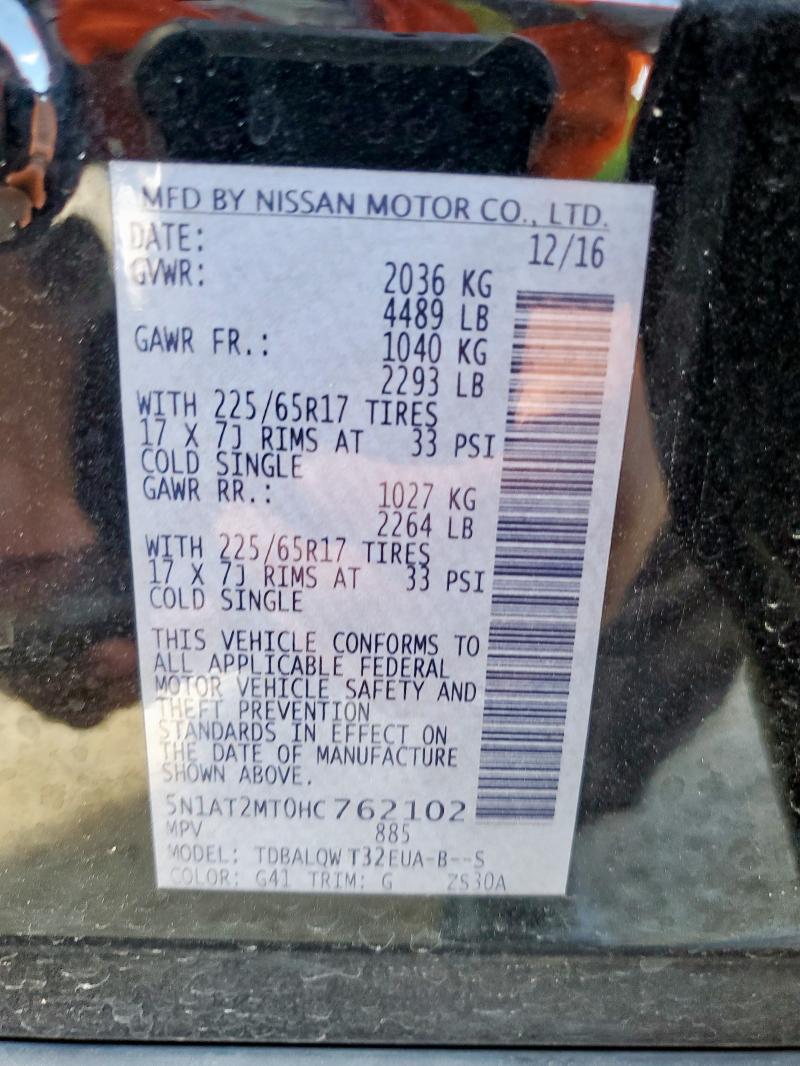 MFD BY NISSAN MOTOR CO., LTD.
DATE: 12/16
GVWR: 2036 KG
4489 LB
GAWR FR.: 1040 KG
2293 LB
WITH 225/65R17 TIRES
17 X 7J RIMS AT 33 PSI
COLD SINGLE
GAWR RR.: 1027 KG
2264 LB
WITH 225/65R17 TIRES
17 X 7J RIMS AT 33 PSI
COLD SINGLE
THIS VEHICLE CONFORMS TO
ALL APPLICABLE FEDERAL
MOTOR VEHICLE SAFETY AND
THEFT PREVENTION
STANDARDS IN EFFECT ON
THE DATE OF MANUFACTURE
SHOWN ABOVE.
5N1AT2MT0HC762102
MPV 885
MODEL: TDBALQW T32EUA-B--S
COLOR: G41 TRIM: G ZS30A